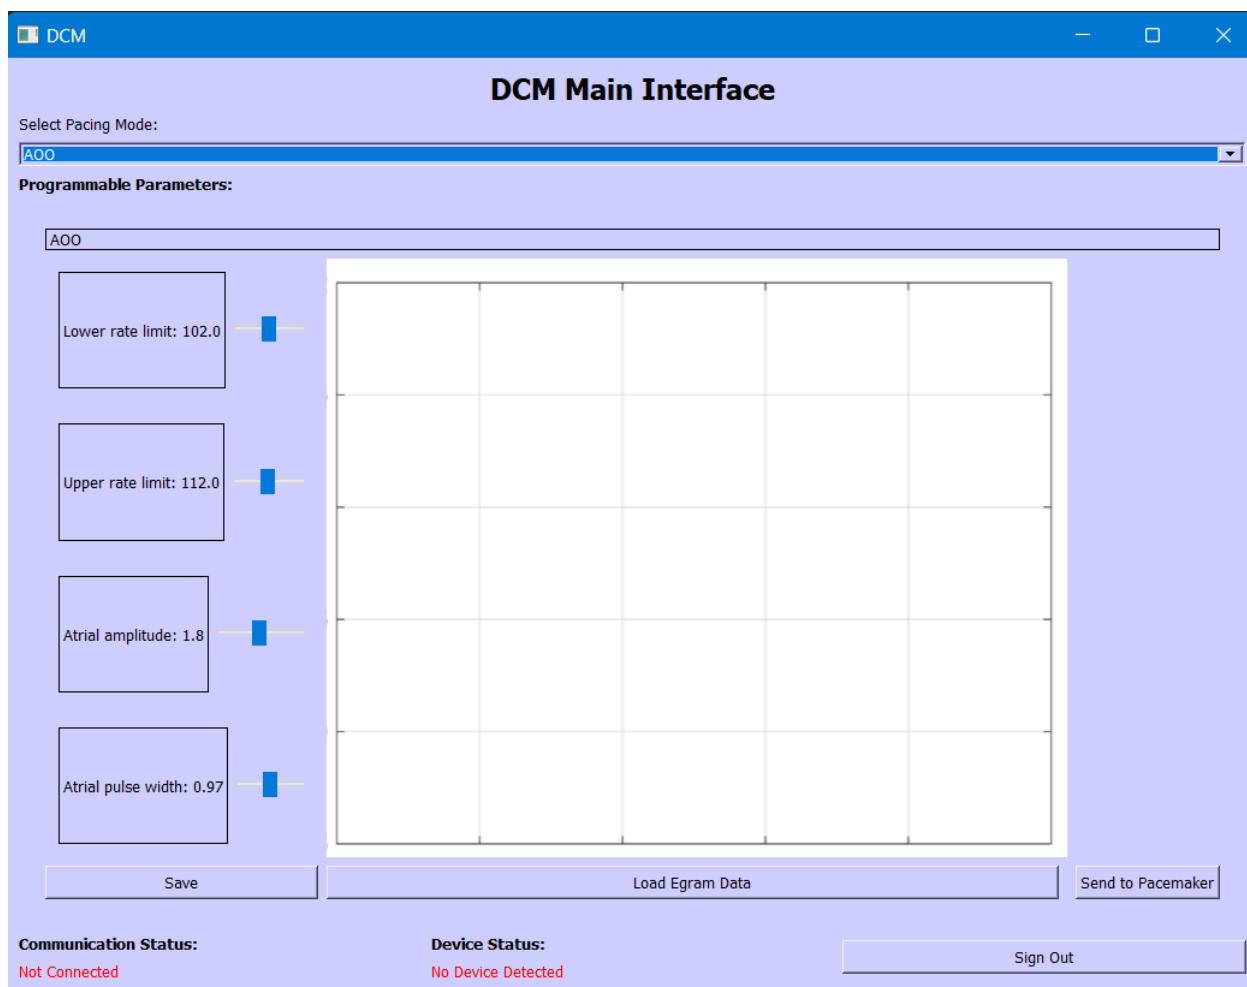 DCM
DCM Main Interface
Select Pacing Mode:
AOO
Programmable Parameters:
AOO
Lower rate limit: 102.0
Upper rate limit: 112.0
Atrial amplitude: 1.8
Atrial pulse width: 0.97
Save
Load Egram Data
Send to Pacemaker
Communication Status:
Device Status:
Sign Out
Not Connected
No Device Detected